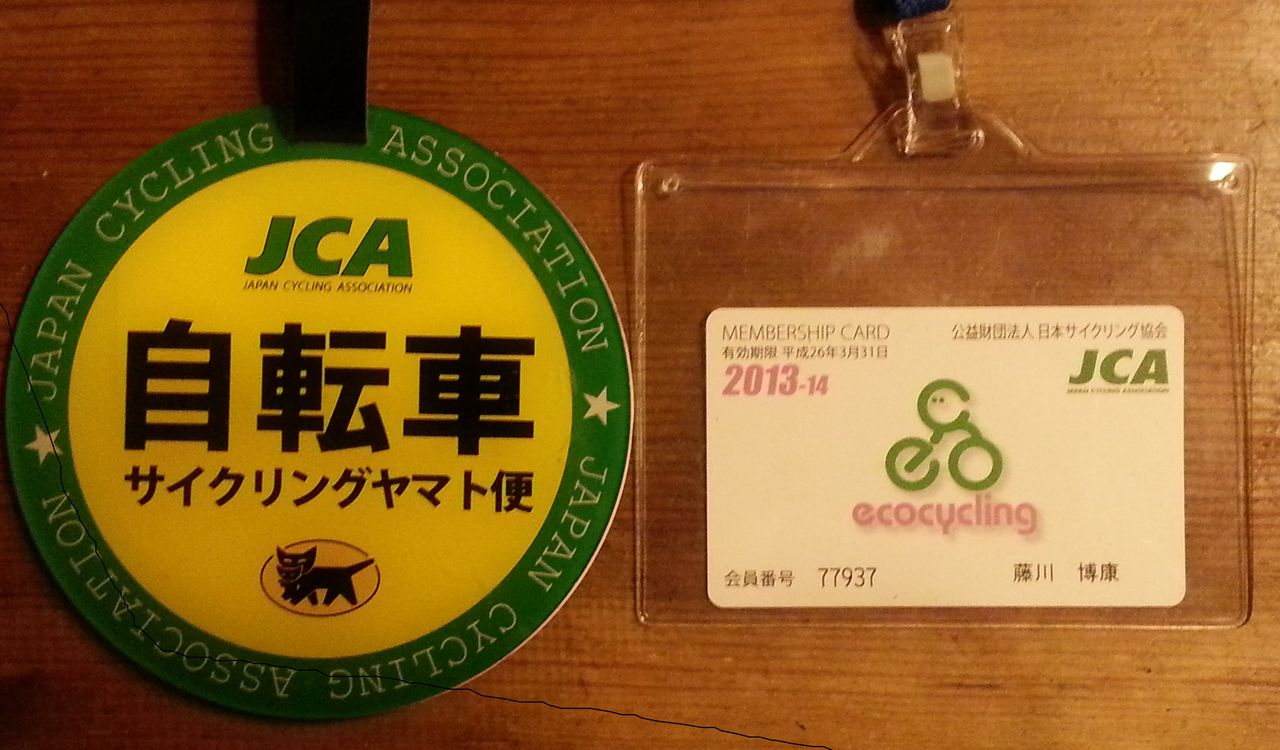 JAPAN CYCLING ASSOCIATION ★ JAPAN CYCLING ASSOCIATION ★
JCA
JAPAN CYCLING ASSOCIATION
自転車
サイクリングヤマト便
MEMBERSHIP CARD
公益財団法人 日本サイクリング協会
有効期限 平成26年3月31日
2013-14
JCA
JAPAN CYCLING ASSOCIATION
ecocycling
会員番号 77937
藤川 博康